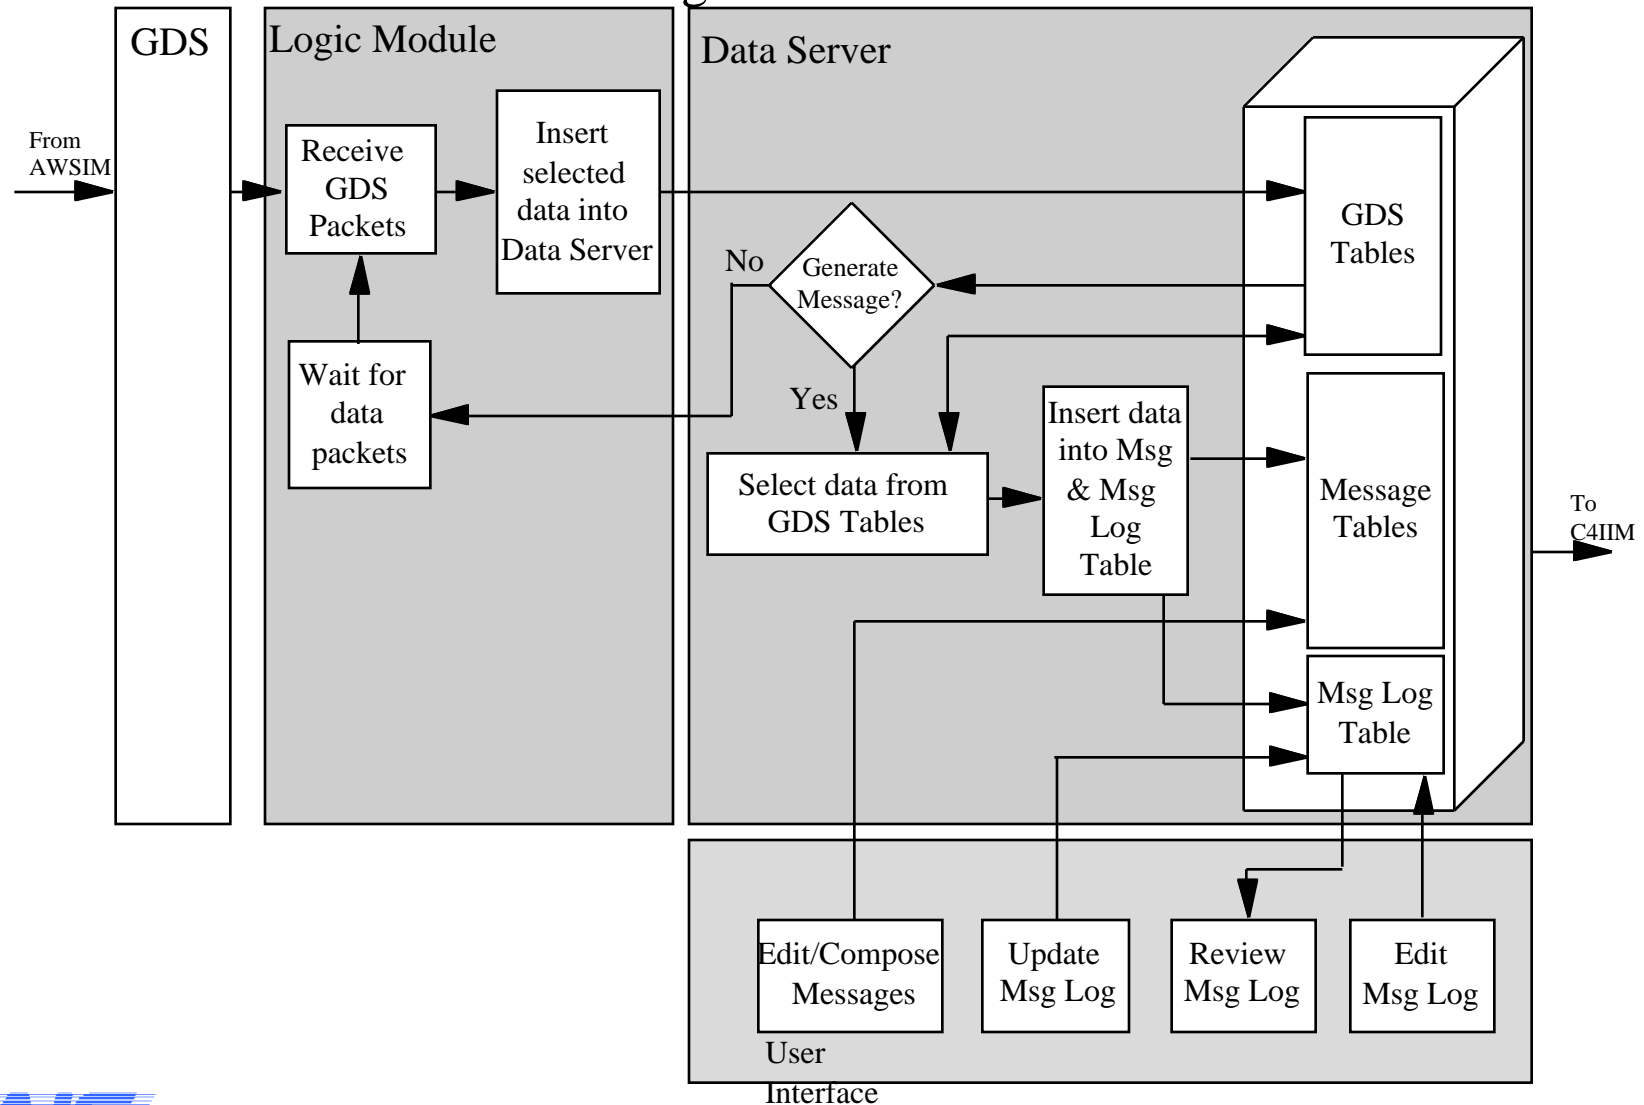 GDS
Logic Module
Data Server
From
AWSIM
Receive
GDS
Packets
Insert
selected
data into
Data Server
GDS
Tables
No
Generate
Message?
Yes
Wait for
data
packets
Select data from
GDS Tables
Insert data
into Msg
& Msg
Log
Table
Message
Tables
To
C4IIM
Msg Log
Table
Edit/Compose
Messages
Update
Msg Log
Review
Msg Log
Edit
Msg Log
User
Interface